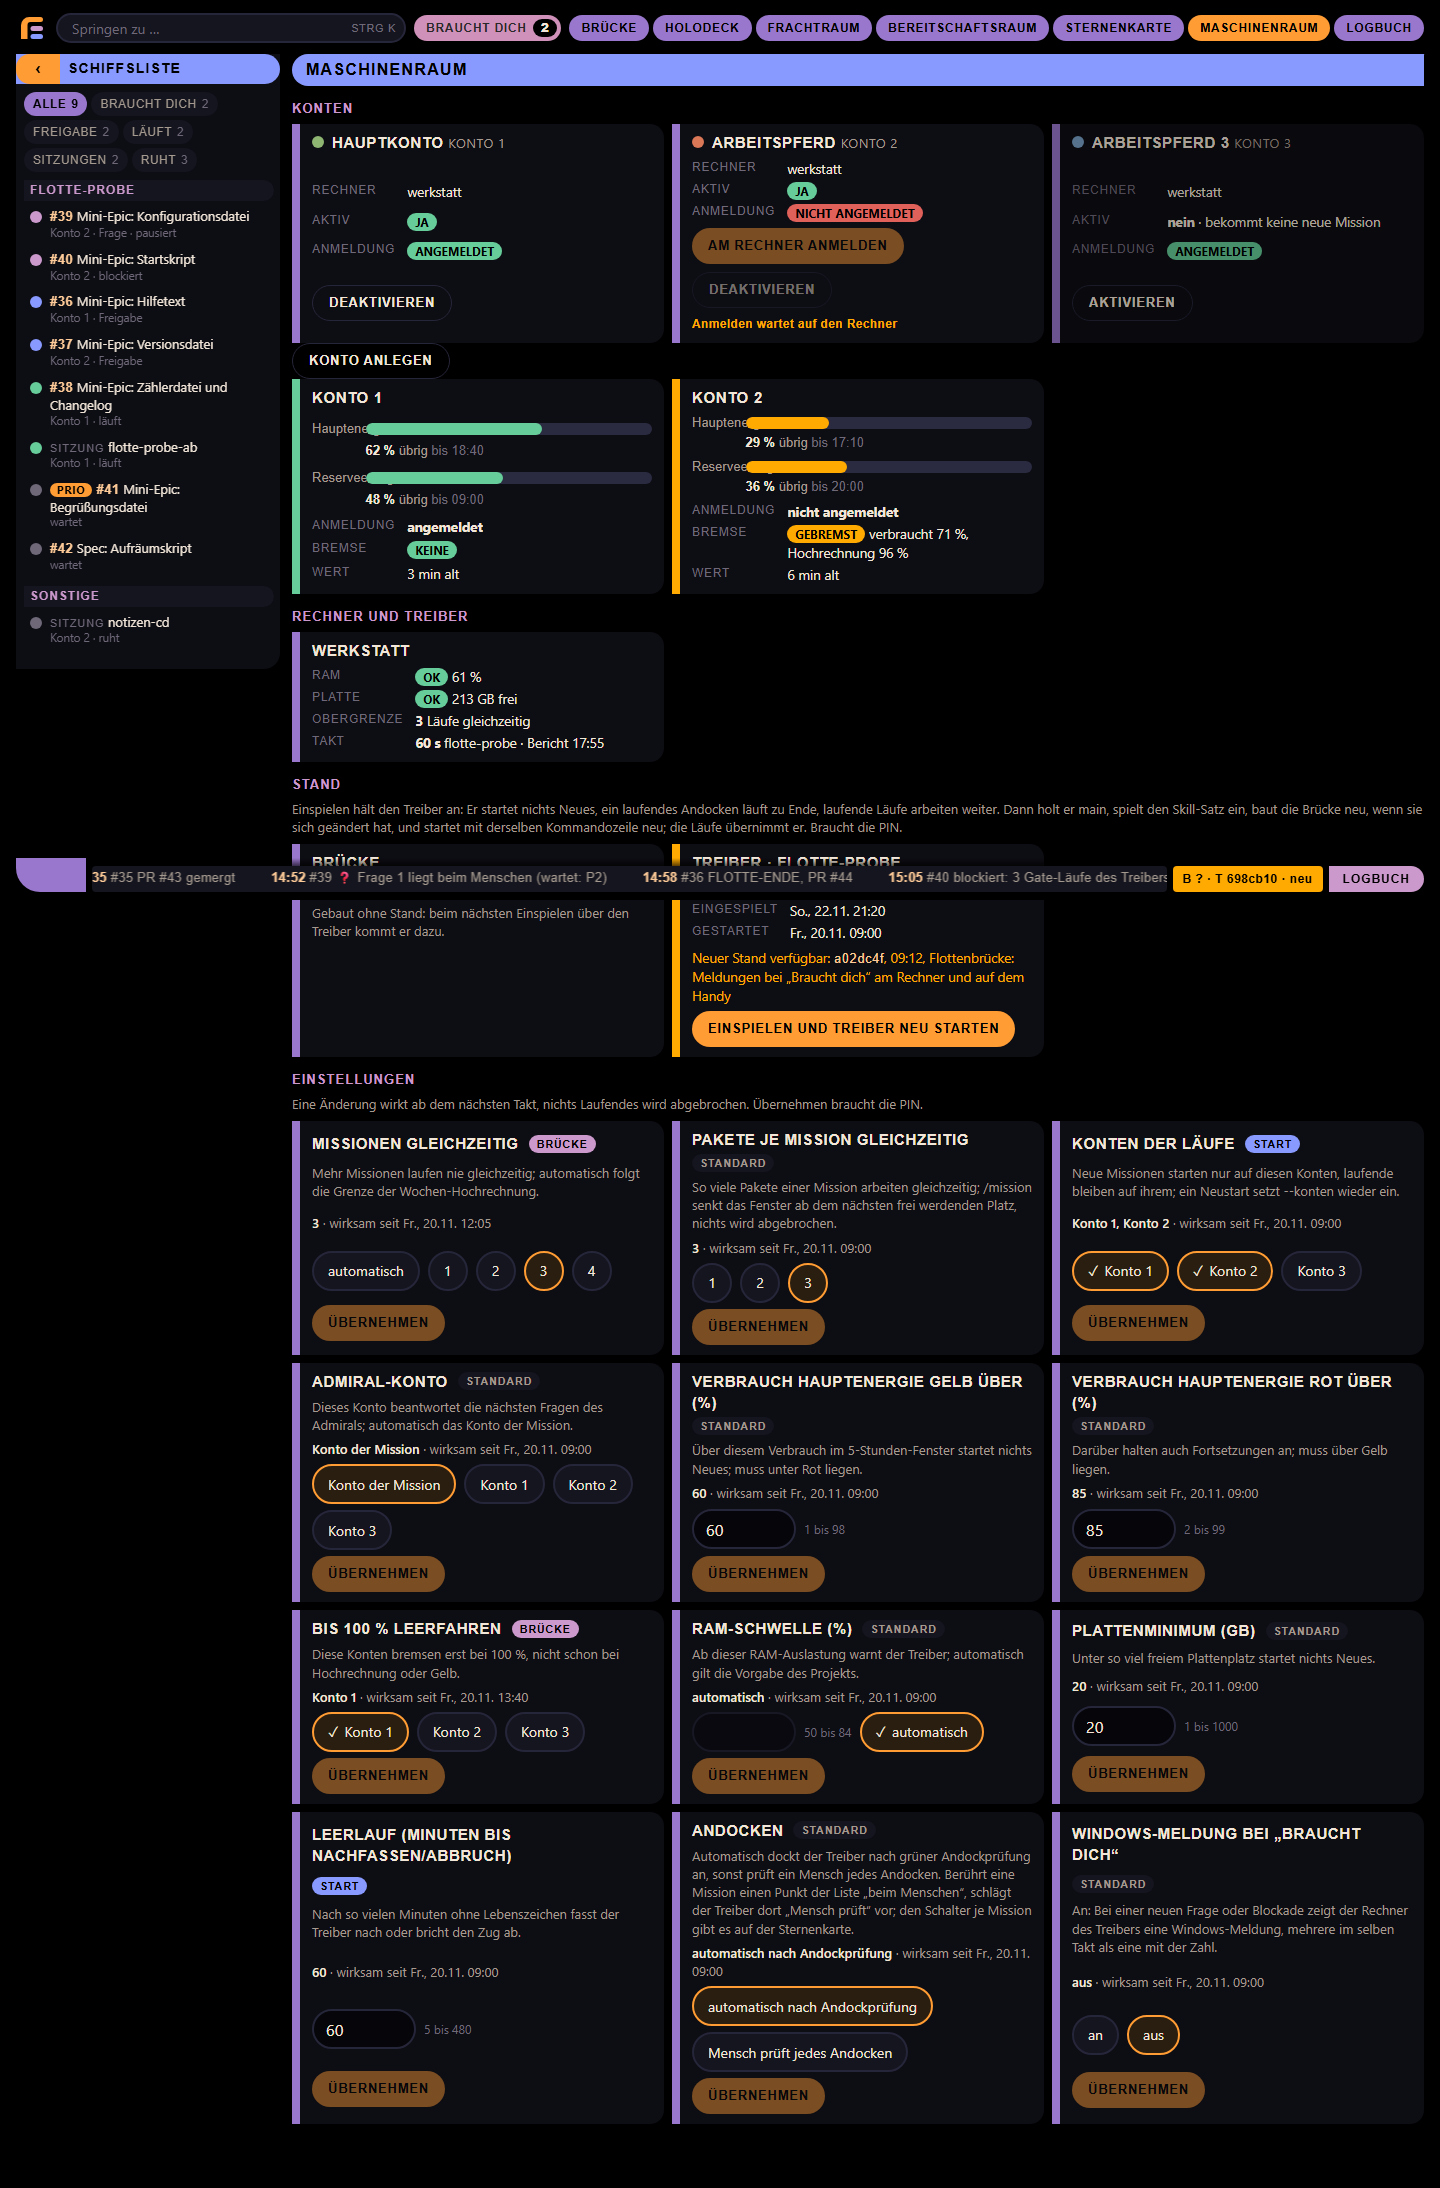 Springen zu ...
STRG K
BRAUCHT DICH 2
BRÜCKE
HOLODECK
FRACHTRAUM
BEREITSCHAFTSRAUM
STERNENKARTE
MASCHINENRAUM
LOGBUCH
‹ SCHIFFSLISTE
ALLE 9
BRAUCHT DICH 2
FREIGABE 2
LÄUFT 2
SITZUNGEN 2
RUHT 3
FLOTTE-PROBE
#39 Mini-Epic: Konfigurationsdatei
Konto 2 · Frage · pausiert
#40 Mini-Epic: Startskript
Konto 2 · blockiert
#36 Mini-Epic: Hilfetext
Konto 1 · Freigabe
#37 Mini-Epic: Versionsdatei
Konto 2 · Freigabe
#38 Mini-Epic: Zählerdatei und
Changelog
Konto 1 · läuft
SITZUNG flotte-probe-ab
Konto 1 · läuft
PRIO #41 Mini-Epic:
Begrüßungsdatei
wartet
#42 Spec: Aufräumskript
wartet
SONSTIGE
SITZUNG notizen-cd
Konto 2 · ruht
MASCHINENRAUM
KONTEN
HAUPTKONTO KONTO 1
RECHNER werkstatt
AKTIV JA
ANMELDUNG ANGEMELDET
DEAKTIVIEREN
ARBEITSPFERD KONTO 2
RECHNER werkstatt
AKTIV JA
ANMELDUNG NICHT ANGEMELDET
AM RECHNER ANMELDEN
DEAKTIVIEREN
Anmelden wartet auf den Rechner
ARBEITSPFERD 3 KONTO 3
RECHNER werkstatt
AKTIV nein · bekommt keine neue Mission
ANMELDUNG ANGEMELDET
AKTIVIEREN
KONTO ANLEGEN
KONTO 1
Hauptene
62 % übrig bis 18:40
Reservee
48 % übrig bis 09:00
ANMELDUNG angemeldet
BREMSE KEINE
WERT 3 min alt
KONTO 2
Hauptene
29 % übrig bis 17:10
Reservee
36 % übrig bis 20:00
ANMELDUNG nicht angemeldet
BREMSE GEBREMST verbraucht 71 %,
Hochrechnung 96 %
WERT 6 min alt
RECHNER UND TREIBER
WERKSTATT
RAM OK 61 %
PLATTE OK 213 GB frei
OBERGRENZE 3 Läufe gleichzeitig
TAKT 60 s flotte-probe · Bericht 17:55
STAND
Einspielen hält den Treiber an: Er startet nichts Neues, ein laufendes Andocken läuft zu Ende, laufende Läufe arbeiten weiter. Dann holt er main, spielt den Skill-Satz ein, baut die Brücke neu, wenn sie
sich geändert hat, und startet mit derselben Kommandozeile neu; die Läufe übernimmt er. Braucht die PIN.
BRÜCKE
TREIBER · FLOTTE-PROBE
35 #35 PR #43 gemergt 14:52 #39 ❓ Frage 1 liegt beim Menschen (wartet: P2) 14:58 #36 FLOTTE-ENDE, PR #44 15:05 #40 blockiert: 3 Gate-Läufe des Treibers
B ? · T 698cb10 · neu
LOGBUCH
Gebaut ohne Stand: beim nächsten Einspielen über den
Treiber kommt er dazu.
EINGESPIELT So., 22.11. 21:20
GESTARTET Fr., 20.11. 09:00
Neuer Stand verfügbar: a02dc4f, 09:12, Flottenbrücke:
Meldungen bei „Braucht dich“ am Rechner und auf dem
Handy
EINSPIELEN UND TREIBER NEU STARTEN
EINSTELLUNGEN
Eine Änderung wirkt ab dem nächsten Takt, nichts Laufendes wird abgebrochen. Übernehmen braucht die PIN.
MISSIONEN GLEICHZEITIG BRÜCKE
Mehr Missionen laufen nie gleichzeitig; automatisch folgt
die Grenze der Wochen-Hochrechnung.
3 · wirksam seit Fr., 20.11. 12:05
automatisch 1 2 3 4
ÜBERNEHMEN
PAKETE JE MISSION GLEICHZEITIG
STANDARD
So viele Pakete einer Mission arbeiten gleichzeitig; /mission
senkt das Fenster ab dem nächsten frei werdenden Platz,
nichts wird abgebrochen.
3 · wirksam seit Fr., 20.11. 09:00
1 2 3
ÜBERNEHMEN
KONTEN DER LÄUFE START
Neue Missionen starten nur auf diesen Konten, laufende
bleiben auf ihrem; ein Neustart setzt --konten wieder ein.
Konto 1, Konto 2 · wirksam seit Fr., 20.11. 09:00
✓ Konto 1 ✓ Konto 2 Konto 3
ÜBERNEHMEN
ADMIRAL-KONTO STANDARD
Dieses Konto beantwortet die nächsten Fragen des
Admirals; automatisch das Konto der Mission.
Konto der Mission · wirksam seit Fr., 20.11. 09:00
Konto der Mission Konto 1 Konto 2
Konto 3
ÜBERNEHMEN
VERBRAUCH HAUPTENERGIE GELB ÜBER
(%)
STANDARD
Über diesem Verbrauch im 5-Stunden-Fenster startet nichts
Neues; muss unter Rot liegen.
60 · wirksam seit Fr., 20.11. 09:00
60 1 bis 98
ÜBERNEHMEN
VERBRAUCH HAUPTENERGIE ROT ÜBER
(%)
STANDARD
Darüber halten auch Fortsetzungen an; muss über Gelb
liegen.
85 · wirksam seit Fr., 20.11. 09:00
85 2 bis 99
ÜBERNEHMEN
BIS 100 % LEERFAHREN BRÜCKE
Diese Konten bremsen erst bei 100 %, nicht schon bei
Hochrechnung oder Gelb.
Konto 1 · wirksam seit Fr., 20.11. 13:40
✓ Konto 1 Konto 2 Konto 3
ÜBERNEHMEN
RAM-SCHWELLE (%) STANDARD
Ab dieser RAM-Auslastung warnt der Treiber; automatisch
gilt die Vorgabe des Projekts.
automatisch · wirksam seit Fr., 20.11. 09:00
50 bis 84 ✓ automatisch
ÜBERNEHMEN
PLATTENMINIMUM (GB) STANDARD
Unter so viel freiem Plattenplatz startet nichts Neues.
20 · wirksam seit Fr., 20.11. 09:00
20 1 bis 1000
ÜBERNEHMEN
LEERLAUF (MINUTEN BIS
NACHFASSEN/ABBRUCH)
START
Nach so vielen Minuten ohne Lebenszeichen fasst der
Treiber nach oder bricht den Zug ab.
60 · wirksam seit Fr., 20.11. 09:00
60 5 bis 480
ÜBERNEHMEN
ANDOCKEN STANDARD
Automatisch dockt der Treiber nach grüner Andockprüfung
an, sonst prüft ein Mensch jedes Andocken. Berührt eine
Mission einen Punkt der Liste „beim Menschen“, schlägt
der Treiber dort „Mensch prüft“ vor; den Schalter je Mission
gibt es auf der Sternenkarte.
automatisch nach Andockprüfung · wirksam seit Fr., 20.11.
09:00
automatisch nach Andockprüfung
Mensch prüft jedes Andocken
ÜBERNEHMEN
WINDOWS-MELDUNG BEI „BRAUCHT
DICH“
STANDARD
An: Bei einer neuen Frage oder Blockade zeigt der Rechner
des Treibers eine Windows-Meldung, mehrere im selben
Takt als eine mit der Zahl.
aus · wirksam seit Fr., 20.11. 09:00
an aus
ÜBERNEHMEN